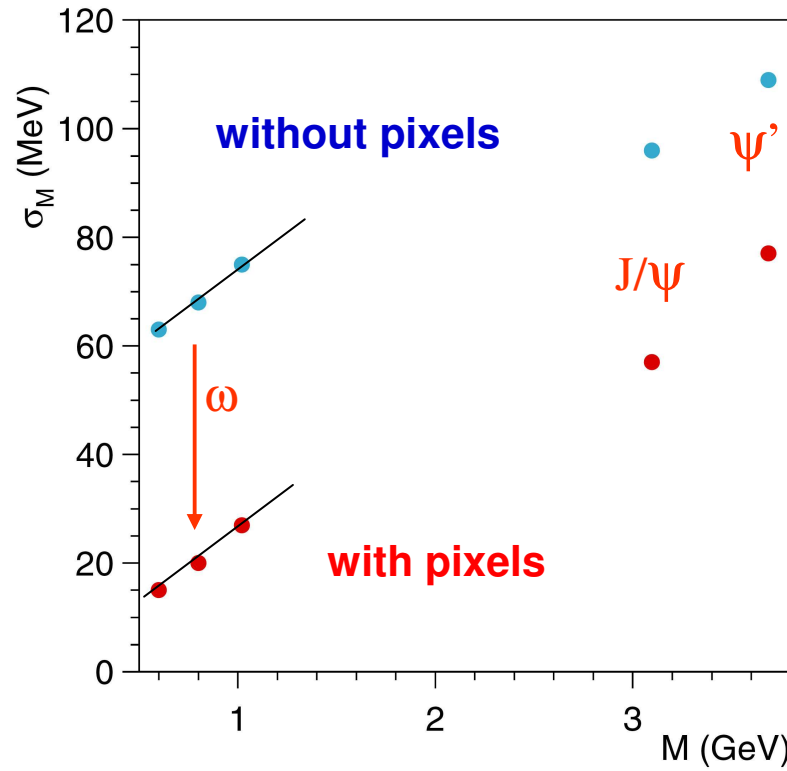 120
100
80
60
40
20
0
σM (MeV)
without pixels
ψ’
J/ψ
ω
with pixels
1
2
3
M (GeV)